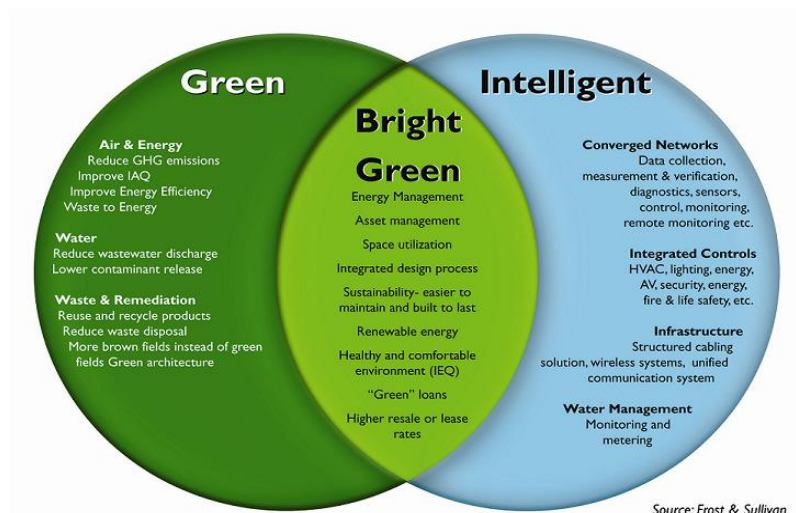 Green
Air & Energy
Reduce GHG emissions
Improve IAQ
Improve Energy Efficiency
Waste to Energy
Water
Reduce wastewater discharge
Lower contaminant release
Waste & Remediation
Reuse and recycle products
Reduce waste disposal
More brown fields instead of green
fields Green architecture
Bright
Green
Energy Management
Asset management
Space utilization
Integrated design process
Sustainability- easier to
maintain and built to last
Renewable energy
Healthy and comfortable
environment (IEQ)
“Green” loans
Higher resale or lease
rates
Intelligent
Converged Networks
Data collection,
measurement & verification,
diagnostics, sensors,
control, monitoring,
remote monitoring etc.
Integrated Controls
HVAC, lighting, energy,
AV, security, energy,
fire & life safety, etc.
Infrastructure
Structured cabling
solution, wireless systems, unified
communication system
Water Management
Monitoring and
metering
Source: Frost & Sullivan